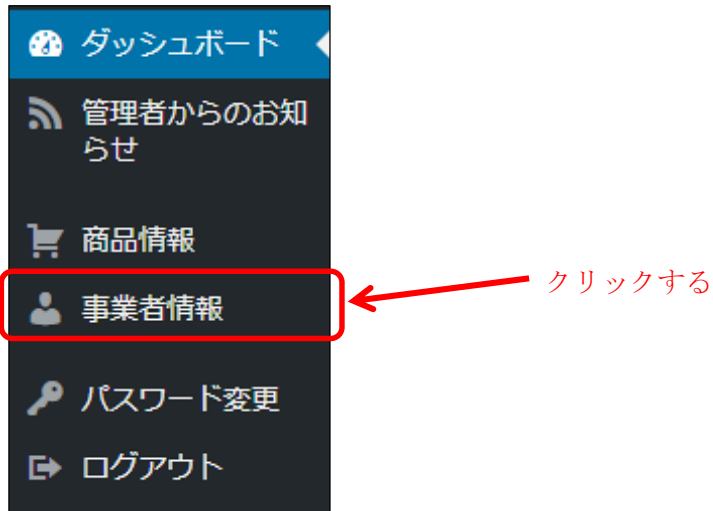 ダッシュボード
管理者からのお知
らせ
商品情報
事業者情報
クリックする
パスワード変更
ログアウト